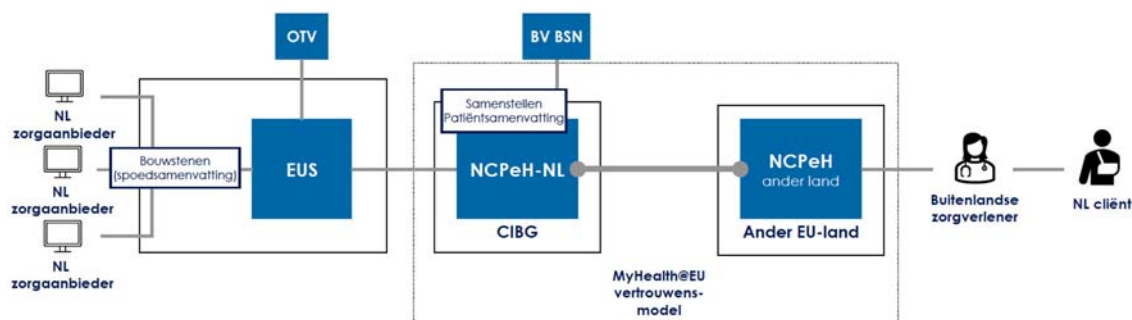 OTV
BV BSN
NL
zorgaanbieder
NL
zorgaanbieder
NL
zorgaanbieder
Bouwstenen
(spoedsamenvatting)
EUS
Samenstellen
Patiëntsamenvatting
NCPeH-NL
CIBG
NCPeH
ander land
Ander EU-land
MyHealth@EU
vertrouwens-
model
Buitenlandse
zorgverlener
NL cliënt